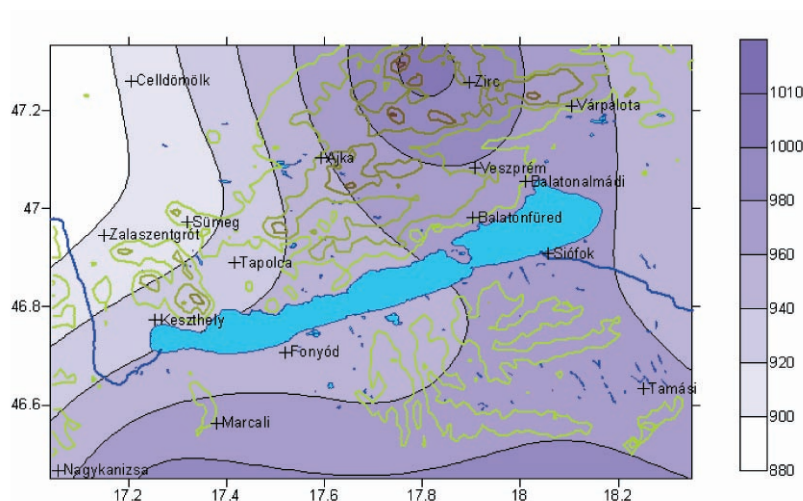 Celldömölk
Zirc
47.2
Várpalota
Ajka
Veszprém
Balatonalmádi
47
Sümeg
Balatonfüred
Zalaszentgrót
Siófok
Tapolca
46.8
Keszthely
Fonyód
Tamási
46.6
Marcali
Nagykanizsa
17.2
17.4
17.6
17.8
18
18.2
1010
1000
980
960
940
920
900
880